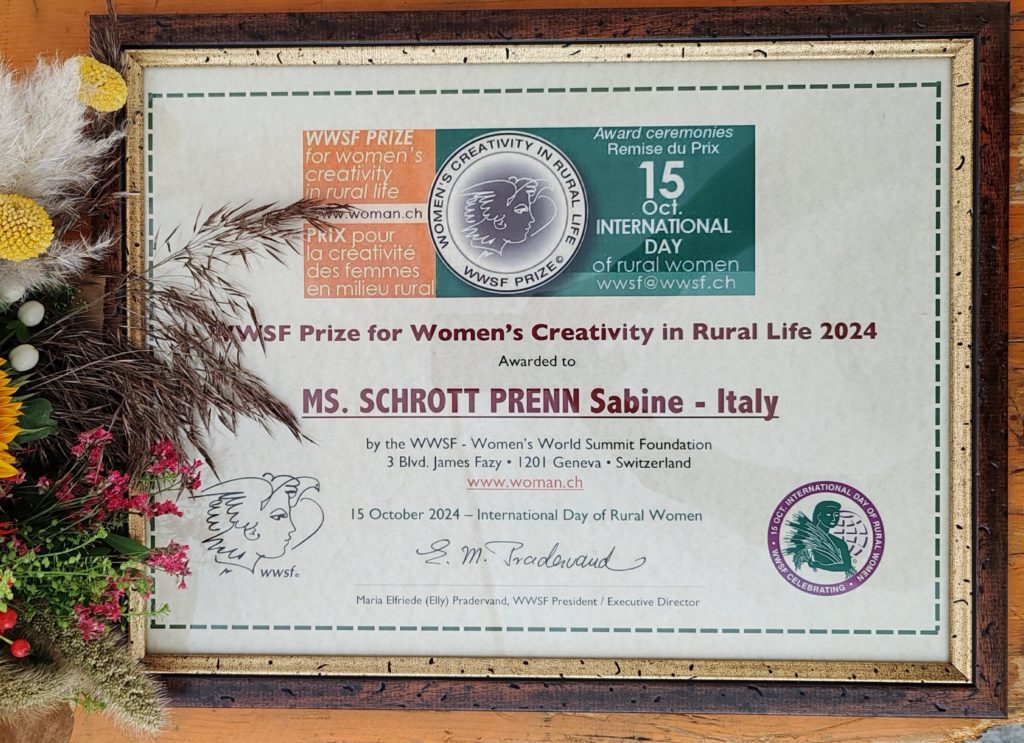 WWSF PRIZE
for women's
creativity
in rural life
www.woman.ch
PRIX pour
la créativité
des femmes
en milieu rural
WOMEN'S CREATIVITY IN RURAL LIFE
WWSF PRIZE©
Award ceremonies
Remise du Prix
15
Oct.
INTERNATIONAL
DAY
of rural women
wwsf@wwsf.ch
WWSF Prize for Women's Creativity in Rural Life 2024
Awarded to
MS. SCHROTT PRENN Sabine - Italy
by the WWSF - Women's World Summit Foundation
3 Blvd. James Fazy • 1201 Geneva • Switzerland
www.woman.ch
15 October 2024 – International Day of Rural Women
E. M. Pradervand
Maria Elfriede (Elly) Pradervand, WWSF President / Executive Director
wwsf©
• 15 OCT. INTERNATIONAL DAY OF RURAL WOMEN
WWSF CELEBRATING •